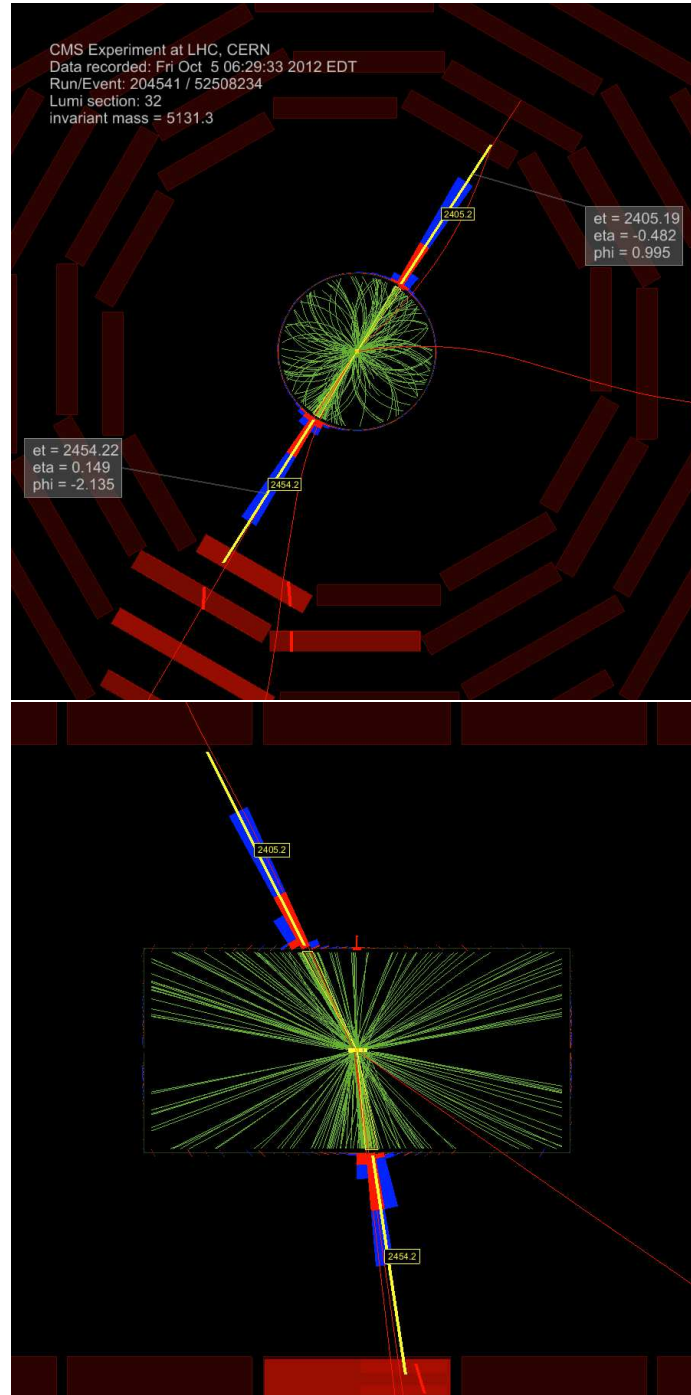 CMS Experiment at LHC, CERN
Data recorded: Fri Oct 5 06:29:33 2012 EDT
Run/Event: 204541 / 52508234
Lumi section: 32
invariant mass = 5131.3
2405.2
et = 2405.19
eta = -0.482
phi = 0.995
et = 2454.22
eta = 0.149
phi = -2.135
2454.2
2405.2
2454.2